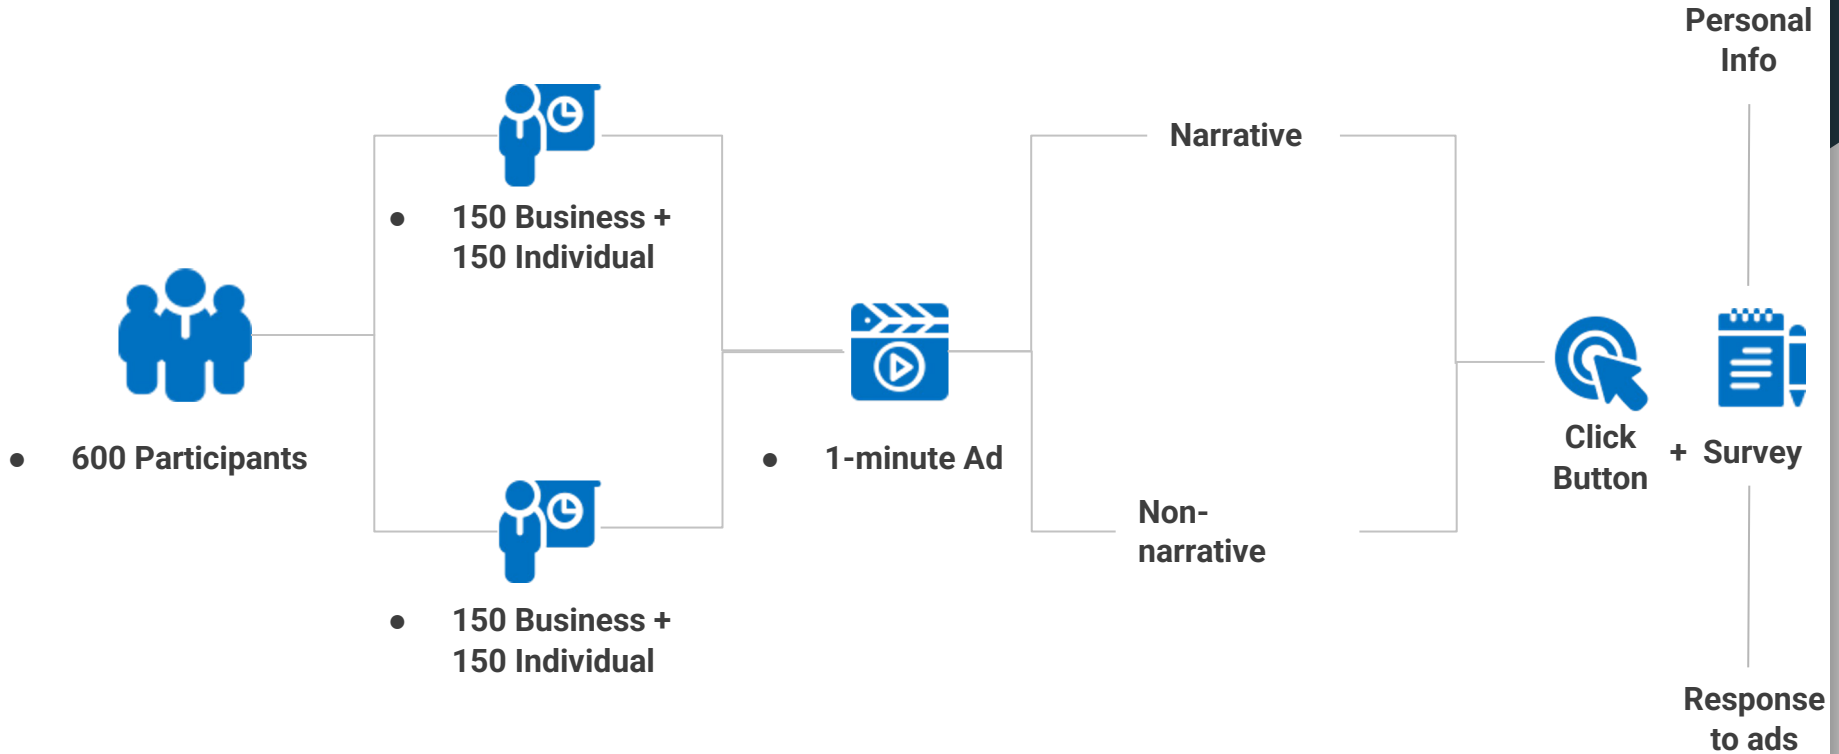 Personal
Info
Narrative
● 150 Business +
150 Individual
● 600 Participants
● 1-minute Ad
Click
Button
+ Survey
Non-
narrative
● 150 Business +
150 Individual
Response
to ads